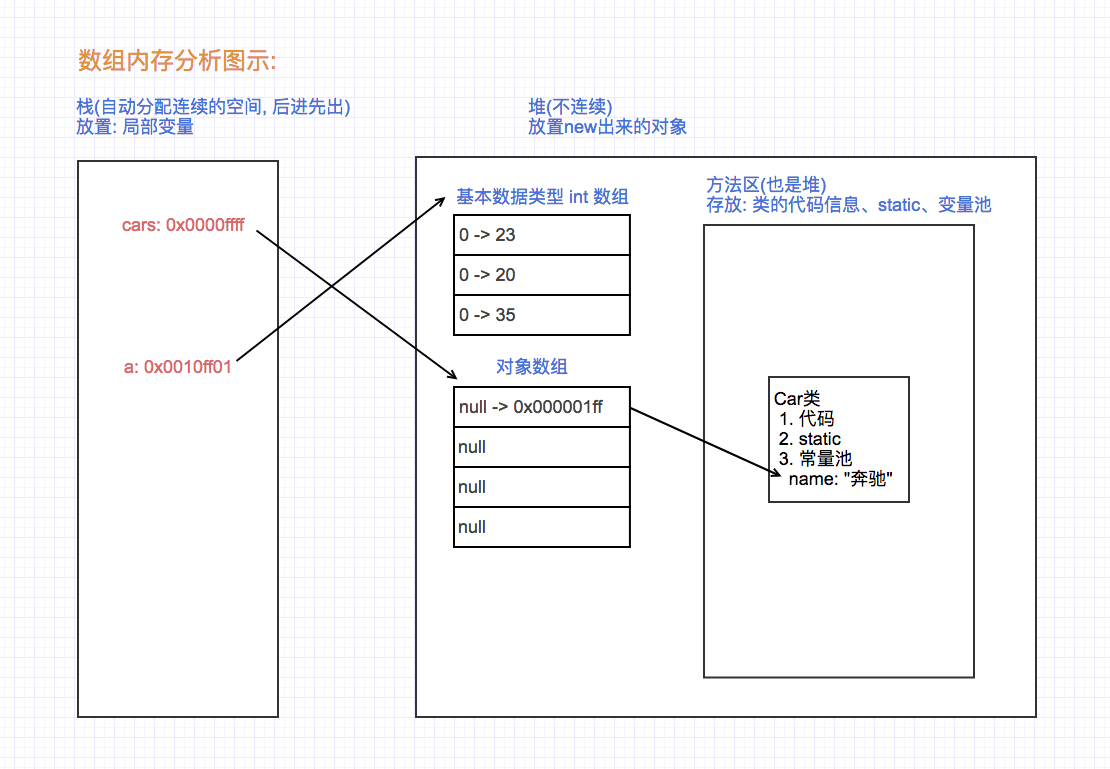 数组内存分析图示:
栈(自动分配连续的空间, 后进先出)
放置: 局部变量
堆(不连续)
放置new出来的对象
cars: 0x0000ffff
a: 0x0010ff01
基本数据类型 int 数组
0 -> 23
0 -> 20
0 -> 35
对象数组
null -> 0x000001ff
null
null
null
方法区(也是堆)
存放: 类的代码信息、static、变量池
Car类
1. 代码
2. static
3. 常量池
name: "奔驰"